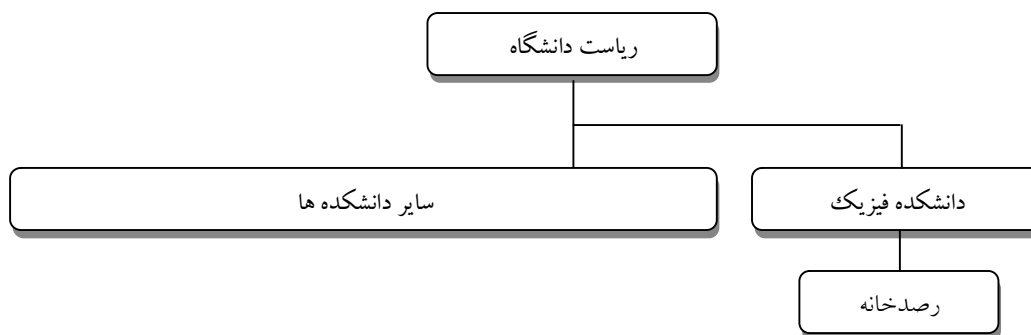 ریاست دانشگاه
دانشکده فیزیک
سایر دانشکده ها
رصدخانه